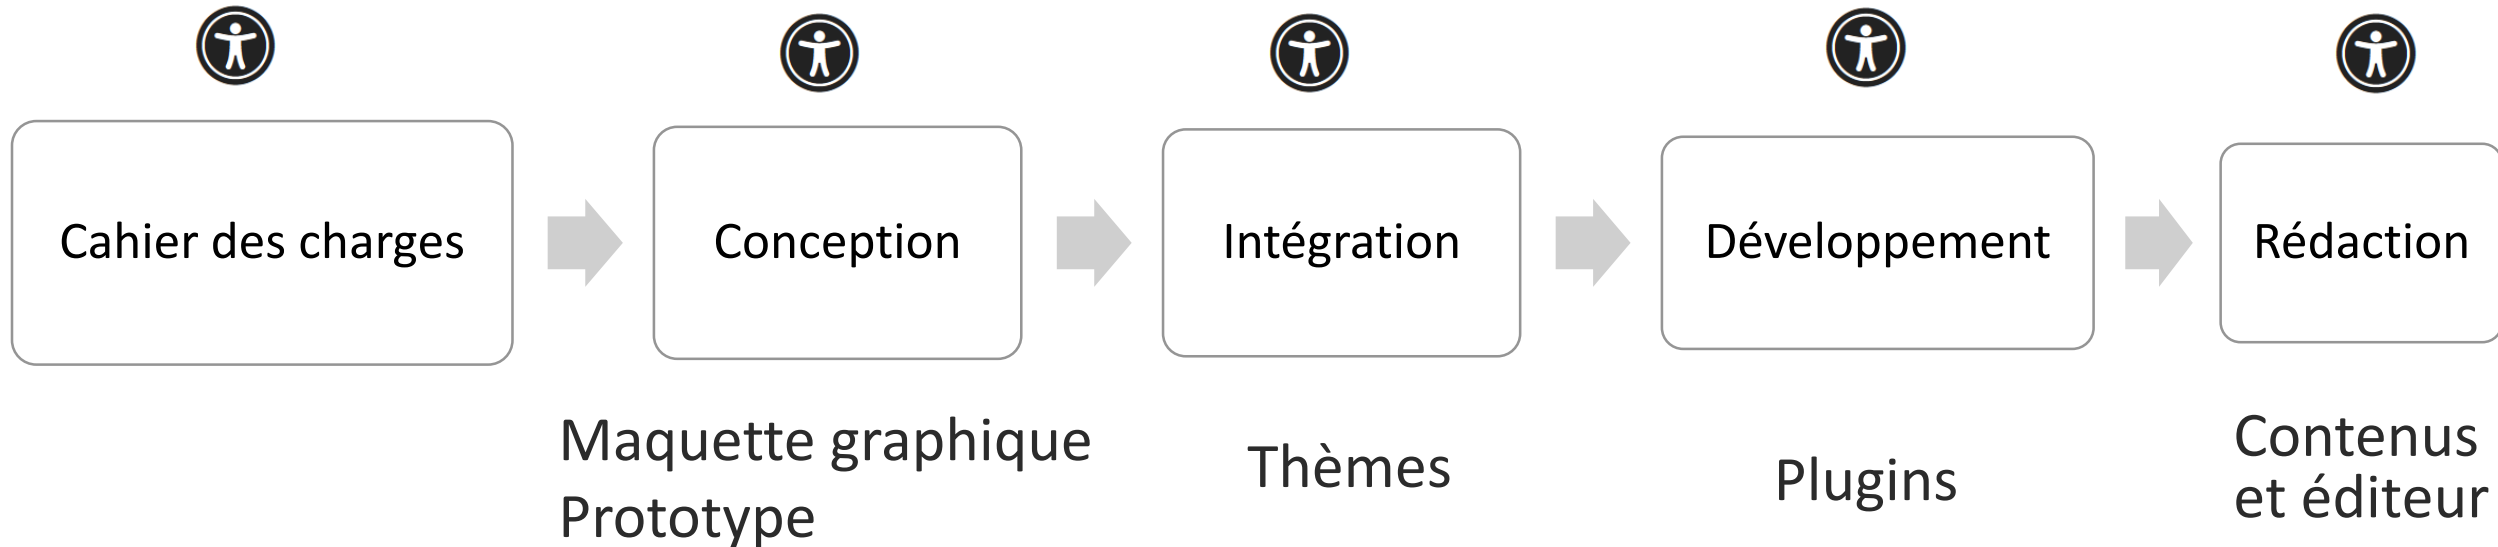 Cahier des charges
Conception
Intégration
Développement
Rédaction
Maquette graphique
Prototype
Thèmes
Plugins
Contenus
et éditeur